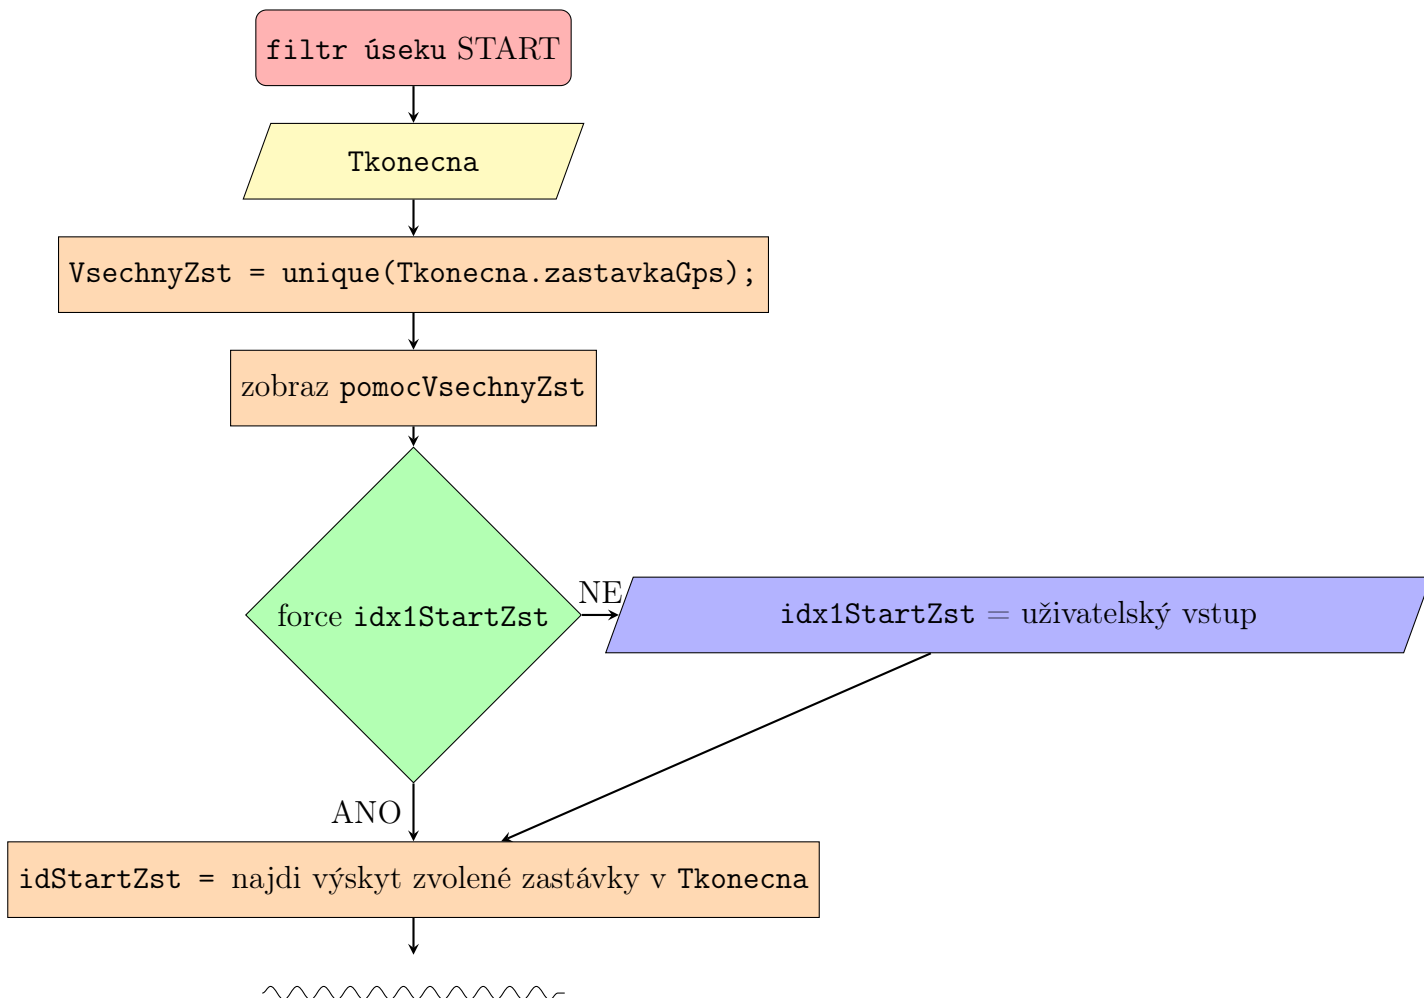 filtr úseku START
Tkonecna
VsechnyZst = unique(Tkonecna.zastavkaGps);
zobraz pomocVsechnyZst
force idx1StartZst
NE
idx1StartZst = uživatelský vstup
ANO
idStartZst = najdi výskyt zvolené zastávky v Tkonecna